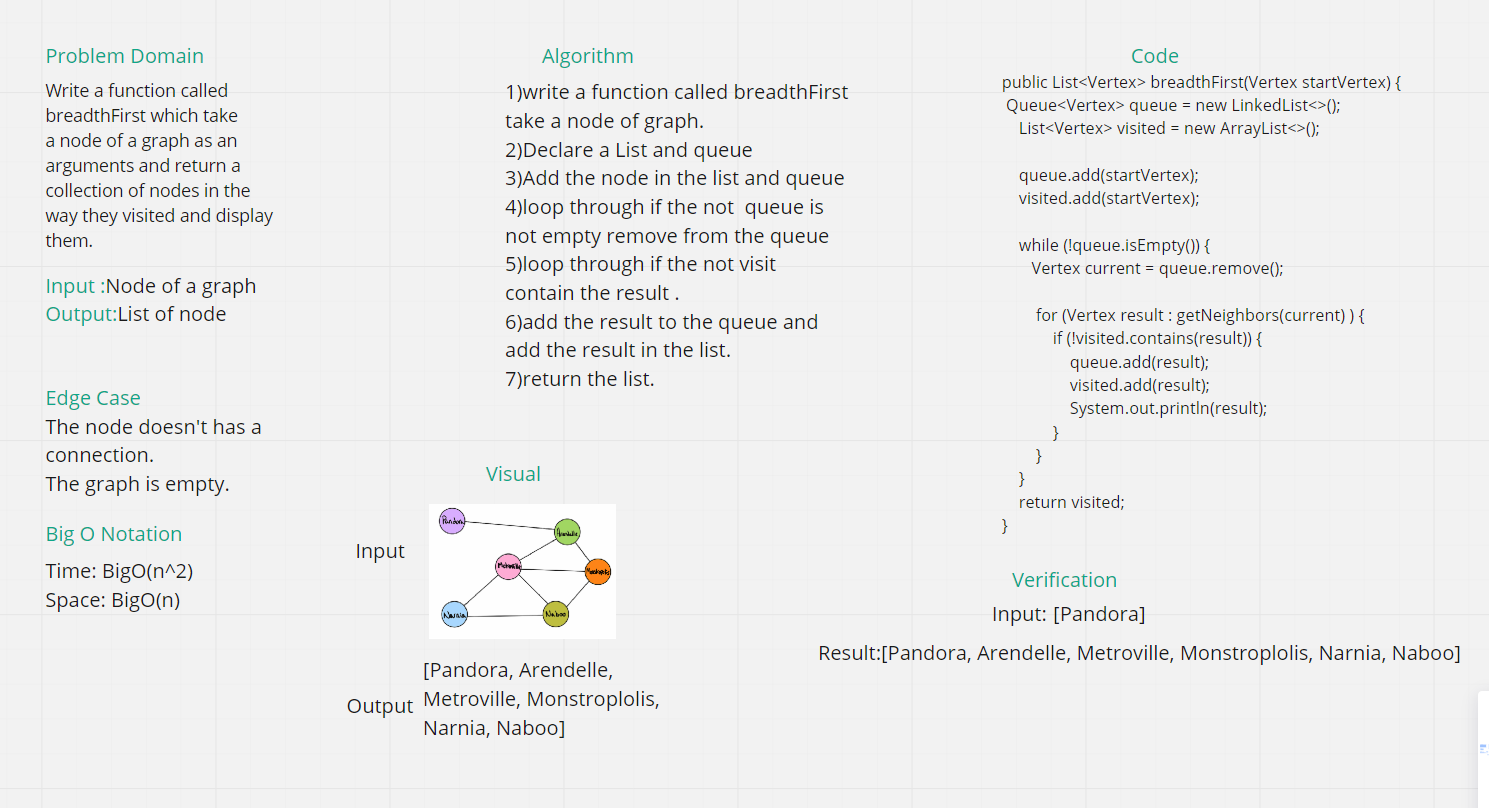 Problem Domain
Write a function called
breadthFirst which take
a node of a graph as an
arguments and return a
collection of nodes in the
way they visited and display
them.
Input :Node of a graph
Output:List of node
Edge Case
The node doesn't has a
connection.
The graph is empty.
Big O Notation
Time: BigO(n^2)
Space: BigO(n)
Algorithm
1)write a function called breadthFirst
take a node of graph.
2)Declare a List and queue
3)Add the node in the list and queue
4)loop through if the not  queue is
not empty remove from the queue
5)loop through if the not visit
contain the result .
6)add the result to the queue and
add the result in the list.
7)return the list.
Visual
Input
Pandora
Arendelle
Metroville
Narnia
Naboo
Output
[Pandora, Arendelle,
Metroville, Monstroplolis,
Narnia, Naboo]
Code
public List<Vertex> breadthFirst(Vertex startVertex) {
Queue<Vertex> queue = new LinkedList<>();
List<Vertex> visited = new ArrayList<>();
queue.add(startVertex);
visited.add(startVertex);
while (!queue.isEmpty()) {
Vertex current = queue.remove();
for (Vertex result : getNeighbors(current) ) {
if (!visited.contains(result)) {
queue.add(result);
visited.add(result);
System.out.println(result);
}
}
}
return visited;
}
Verification
Input: [Pandora]
Result:[Pandora, Arendelle, Metroville, Monstroplolis, Narnia, Naboo]